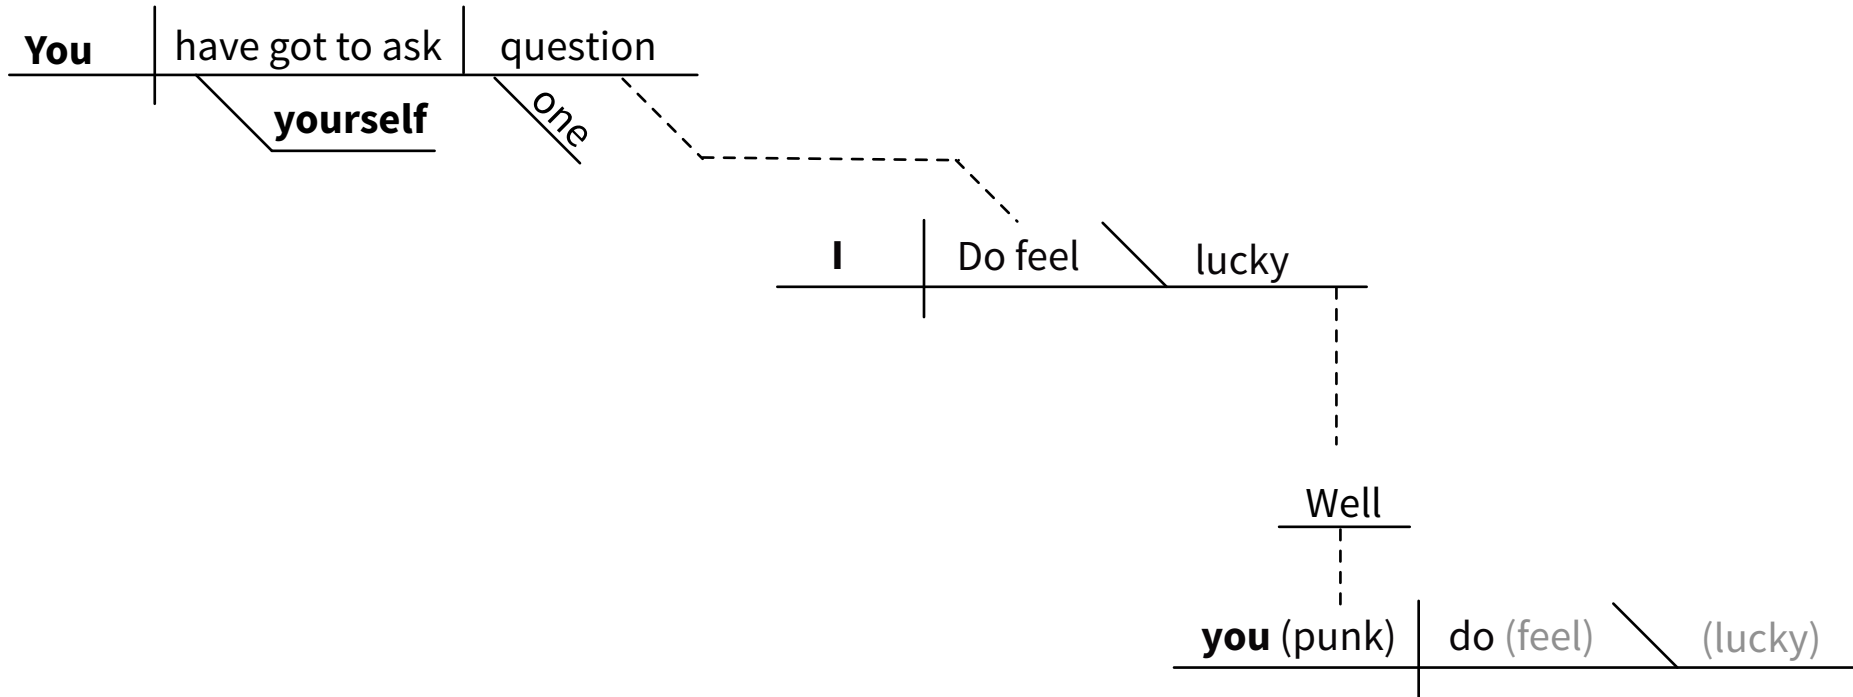 You have got to ask question
yourself
one
I Do feel lucky
Well
you (punk) do (feel) (lucky)